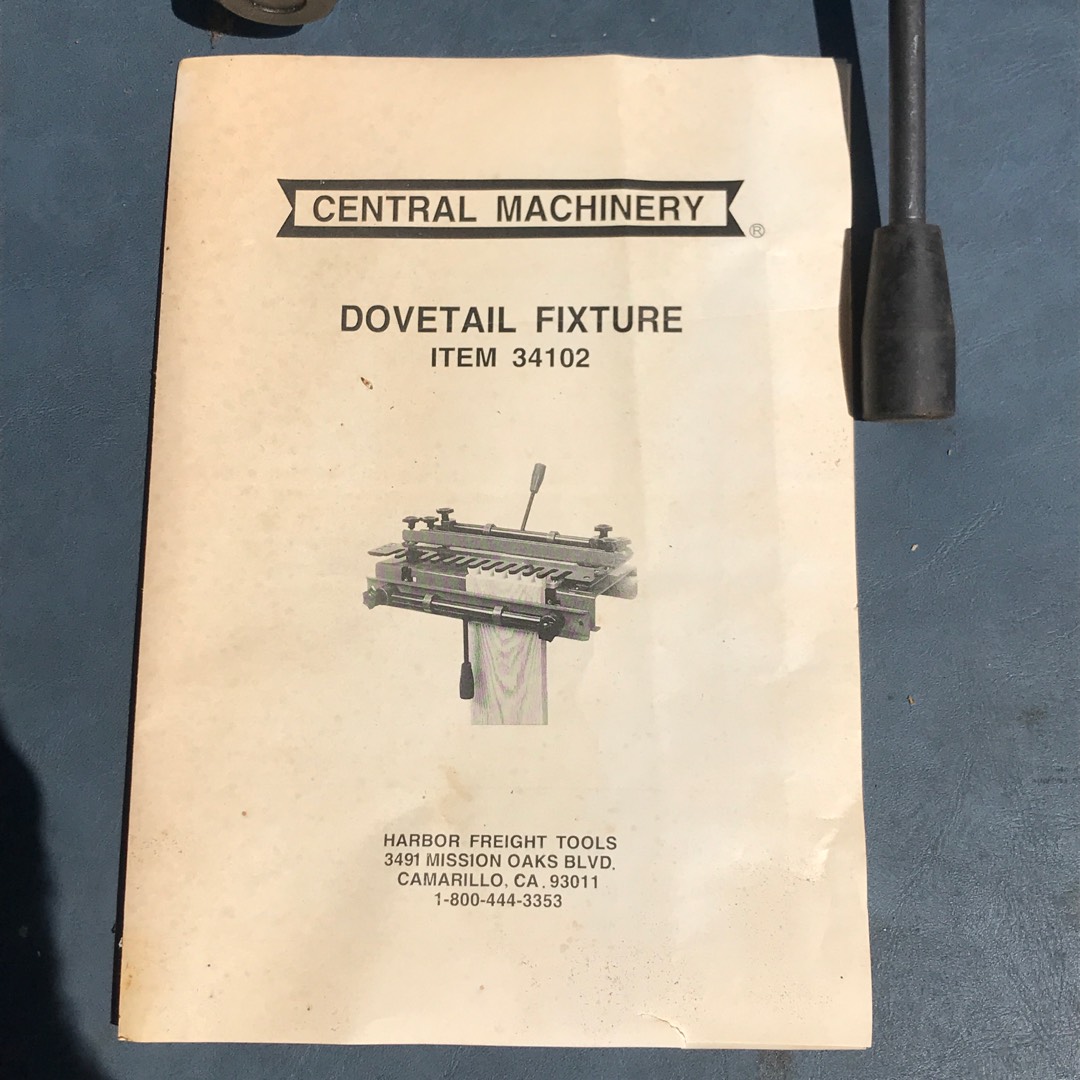 CENTRAL MACHINERY ®
DOVETAIL FIXTURE
ITEM 34102
HARBOR FREIGHT TOOLS
3491 MISSION OAKS BLVD.
CAMARILLO, CA. 93011
1-800-444-3353